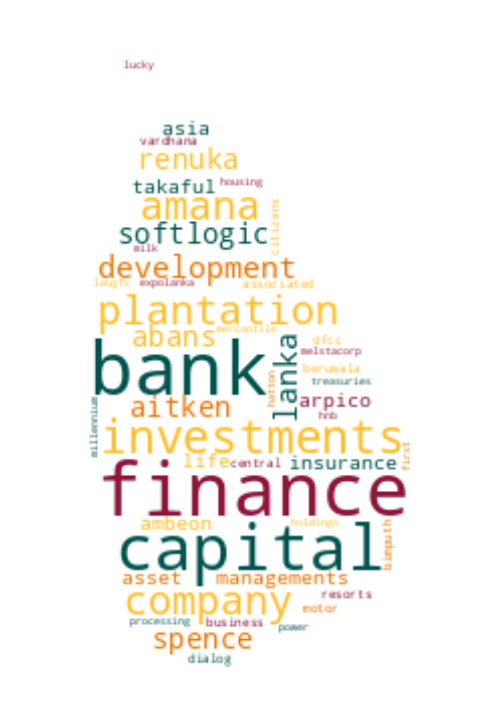 lucky
asia
vardhana
renuka
takaful housing
amana
citizens
softlogic
milk
development
laugfs expolanka associated
plantation
mercantile
abans
dfcc
lanka
melstacorp
bank
beruwala
treasuries
hatton
arpico
aitken
hnb
millennium
investments
first
life central insurance
finance
ambeon holdings
capital
bimputh
asset managements
company
resorts
motor
processing business power
spence
dialog